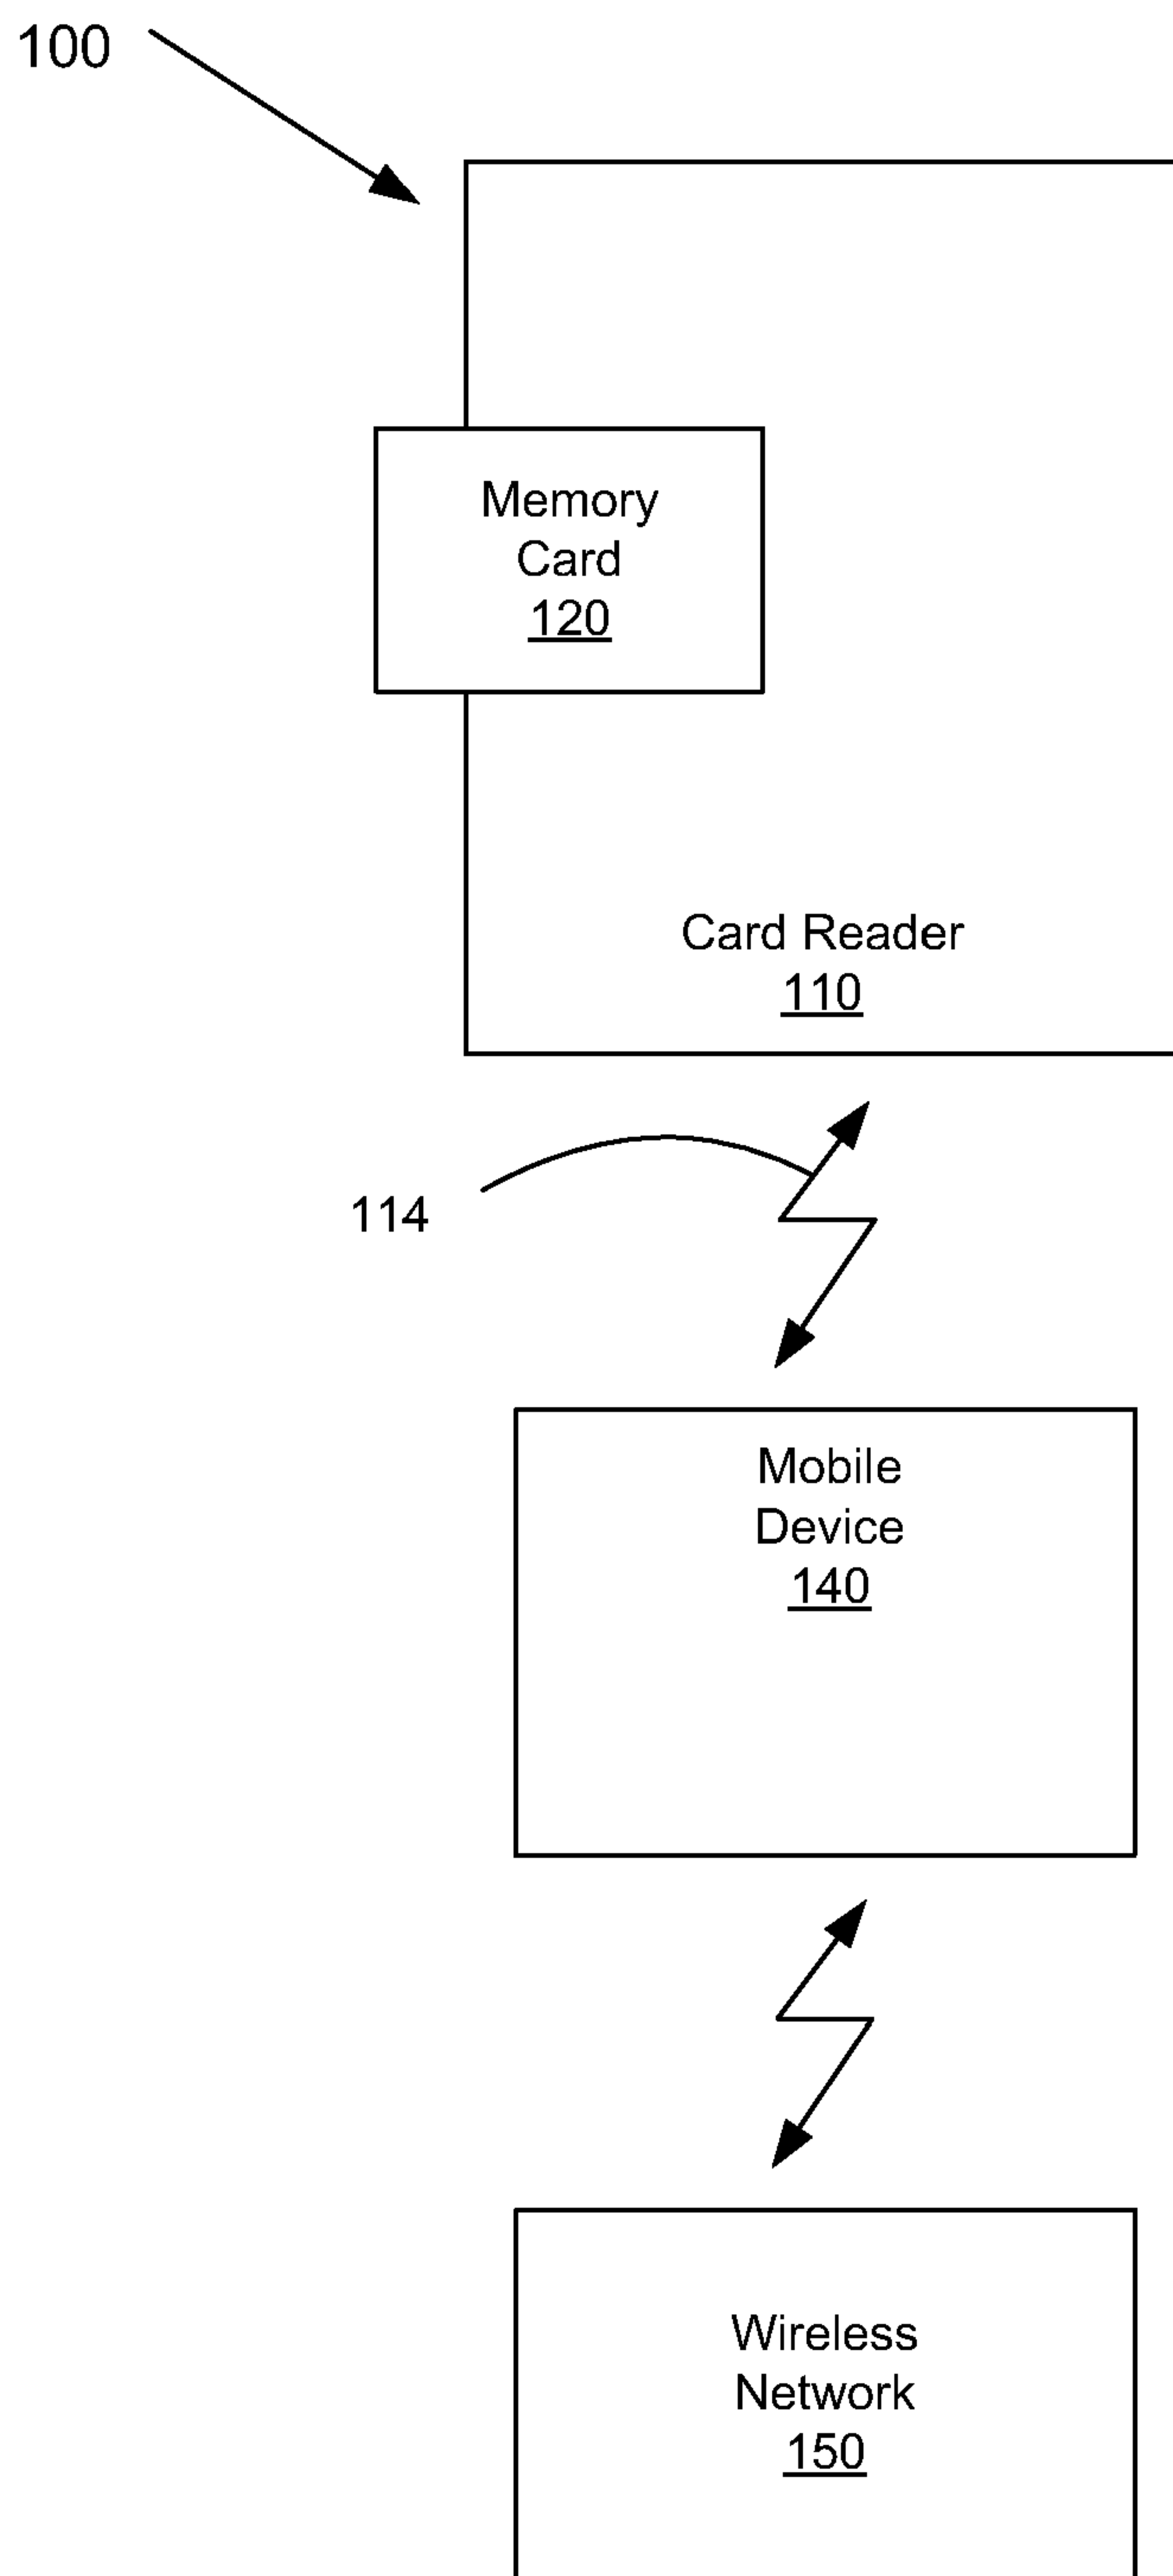 100
Memory
Card
120
Card Reader
110
114
Mobile
Device
140
Wireless
Network
150